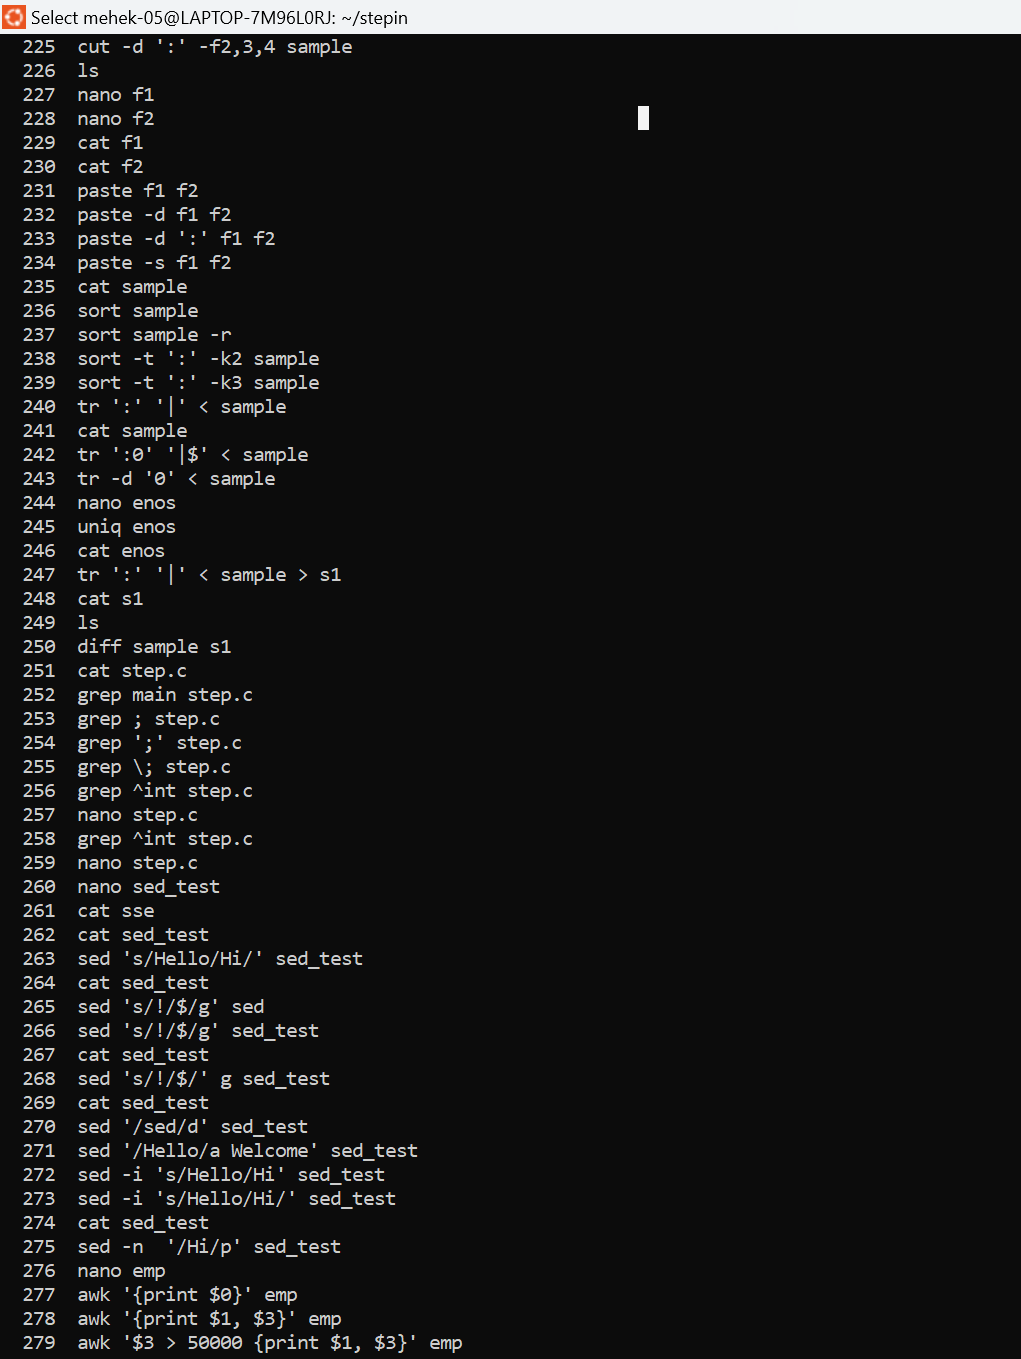 Select mehek-05@LAPTOP-7M96L0RJ: ~/stepin
225 cut -d ':' -f2,3,4 sample
226 ls
227 nano f1
228 nano f2
229 cat f1
230 cat f2
231 paste f1 f2
232 paste -d f1 f2
233 paste -d ':' f1 f2
234 paste -s f1 f2
235 cat sample
236 sort sample
237 sort sample -r
238 sort -t ':' -k2 sample
239 sort -t ':' -k3 sample
240 tr ':' '|' < sample
241 cat sample
242 tr ':0' '|$' < sample
243 tr -d '0' < sample
244 nano enos
245 uniq enos
246 cat enos
247 tr ':' '|' < sample > s1
248 cat s1
249 ls
250 diff sample s1
251 cat step.c
252 grep main step.c
253 grep ; step.c
254 grep ';' step.c
255 grep \; step.c
256 grep ^int step.c
257 nano step.c
258 grep ^int step.c
259 nano step.c
260 nano sed_test
261 cat sse
262 cat sed_test
263 sed 's/Hello/Hi/' sed_test
264 cat sed_test
265 sed 's/!/$/g' sed
266 sed 's/!/$/g' sed_test
267 cat sed_test
268 sed 's/!/$/' g sed_test
269 cat sed_test
270 sed '/sed/d' sed_test
271 sed '/Hello/a Welcome' sed_test
272 sed -i 's/Hello/Hi' sed_test
273 sed -i 's/Hello/Hi/' sed_test
274 cat sed_test
275 sed -n  '/Hi/p' sed_test
276 nano emp
277 awk '{print $0}' emp
278 awk '{print $1, $3}' emp
279 awk '$3 > 50000 {print $1, $3}' emp